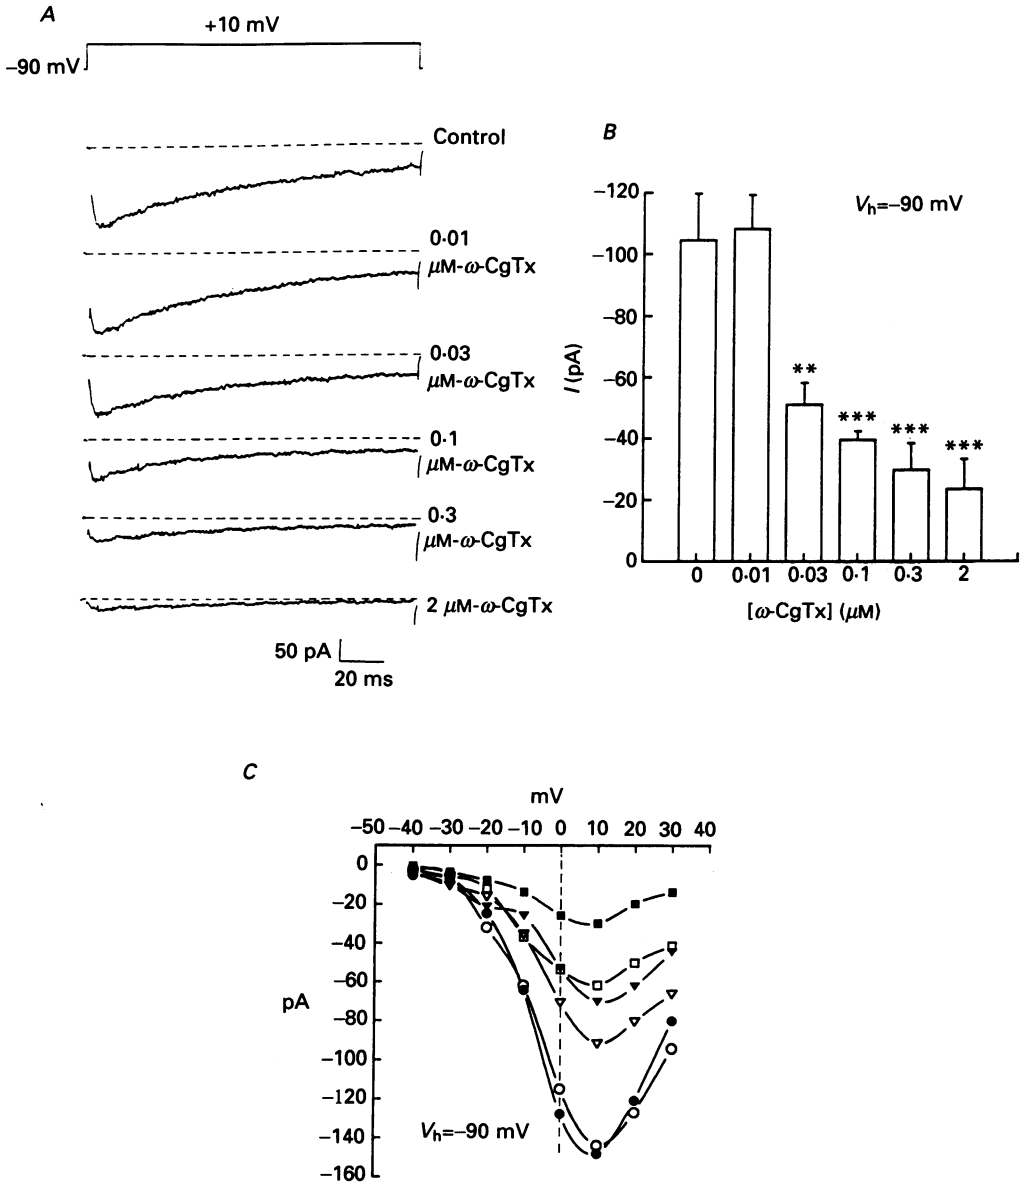 A
+10 mV
−90 mV
Control
0·01
μM-ω-CgTx
0·03
μM-ω-CgTx
0·1
μM-ω-CgTx
0·3
μM-ω-CgTx
2 μM-ω-CgTx
50 pA
20 ms
B
Vh=−90 mV
I (pA)
−120
−100
−80
−60
−40
−20
0
**
***
***
***
0 0·01 0·03 0·1 0·3 2
[ω-CgTx] (μM)
C
mV
−50 −40 −30 −20 −10 0 10 20 30 40
0
−20
−40
−60
−80
−100
−120
−140
−160
pA
Vh=−90 mV